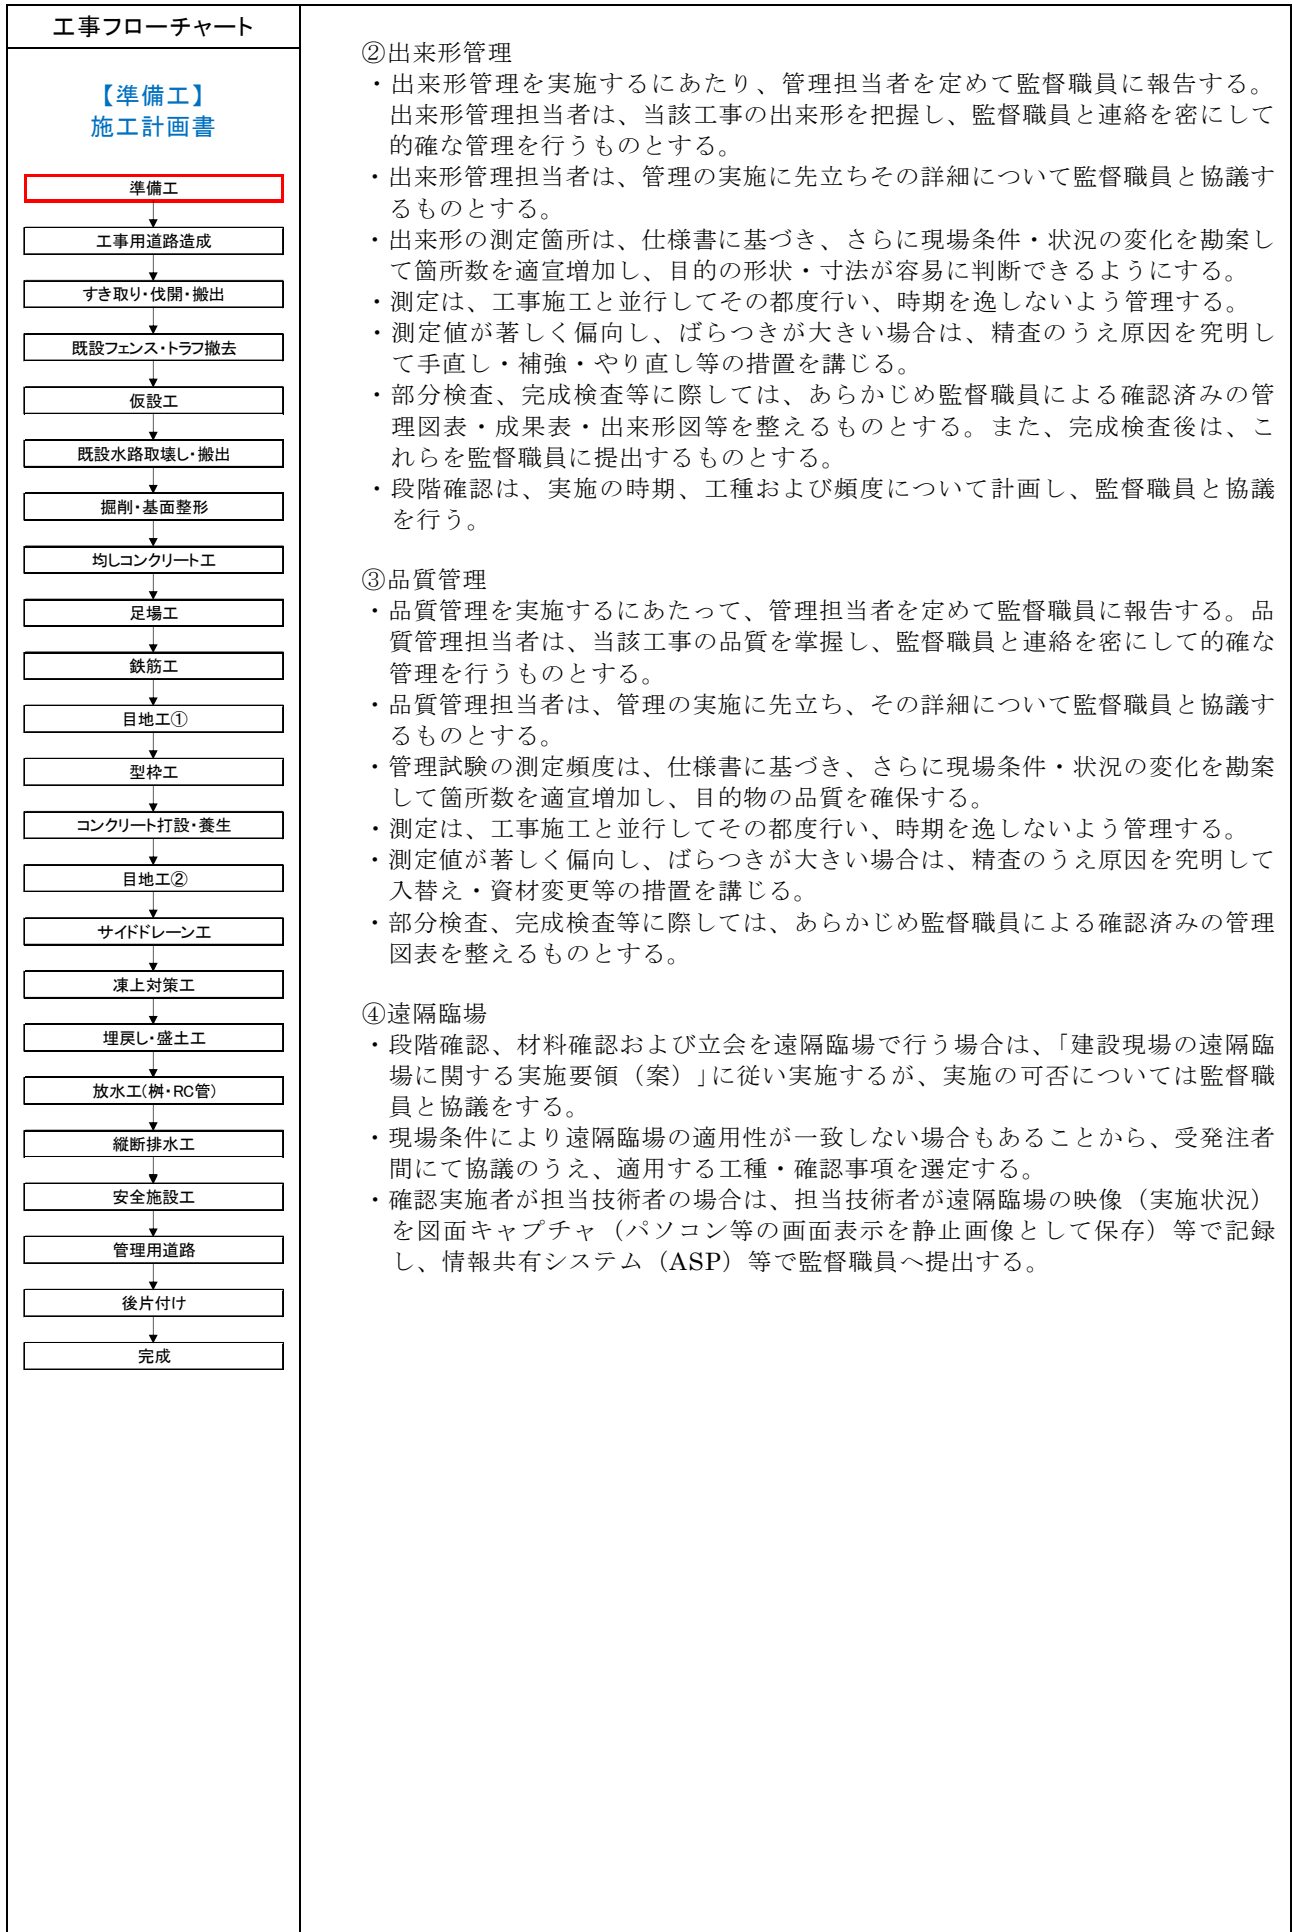 工事フローチャート
【準備工】
施工計画書
準備工
工事用道路造成
すき取り・伐開・搬出
既設フェンス・トラフ撤去
仮設工
既設水路取壊し・搬出
掘削・基面整形
均しコンクリート工
足場工
鉄筋工
目地工①
型枠工
コンクリート打設・養生
目地工②
サイドドレーン工
凍上対策工
埋戻し・盛土工
放水工(桝・RC管)
縦断排水工
安全施設工
管理用道路
後片付け
完成
②出来形管理
・出来形管理を実施するにあたり、管理担当者を定めて監督職員に報告する。
出来形管理担当者は、当該工事の出来形を把握し、監督職員と連絡を密にして
的確な管理を行うものとする。
・出来形管理担当者は、管理の実施に先立ちその詳細について監督職員と協議す
るものとする。
・出来形の測定箇所は、仕様書に基づき、さらに現場条件・状況の変化を勘案し
て箇所数を適宣増加し、目的の形状・寸法が容易に判断できるようにする。
・測定は、工事施工と並行してその都度行い、時期を逸しないよう管理する。
・測定値が著しく偏向し、ばらつきが大きい場合は、精査のうえ原因を究明し
て手直し・補強・やり直し等の措置を講じる。
・部分検査、完成検査等に際しては、あらかじめ監督職員による確認済みの管
理図表・成果表・出来形図等を整えるものとする。また、完成検査後は、こ
れらを監督職員に提出するものとする。
・段階確認は、実施の時期、工種および頻度について計画し、監督職員と協議
を行う。
③品質管理
・品質管理を実施するにあたって、管理担当者を定めて監督職員に報告する。品
質管理担当者は、当該工事の品質を掌握し、監督職員と連絡を密にして的確な
管理を行うものとする。
・品質管理担当者は、管理の実施に先立ち、その詳細について監督職員と協議す
るものとする。
・管理試験の測定頻度は、仕様書に基づき、さらに現場条件・状況の変化を勘案
して箇所数を適宣増加し、目的物の品質を確保する。
・測定は、工事施工と並行してその都度行い、時期を逸しないよう管理する。
・測定値が著しく偏向し、ばらつきが大きい場合は、精査のうえ原因を究明して
入替え・資材変更等の措置を講じる。
・部分検査、完成検査等に際しては、あらかじめ監督職員による確認済みの管理
図表を整えるものとする。
④遠隔臨場
・段階確認、材料確認および立会を遠隔臨場で行う場合は、「建設現場の遠隔臨
場に関する実施要領（案）」に従い実施するが、実施の可否については監督職
員と協議をする。
・現場条件により遠隔臨場の適用性が一致しない場合もあることから、受発注者
間にて協議のうえ、適用する工種・確認事項を選定する。
・確認実施者が担当技術者の場合は、担当技術者が遠隔臨場の映像（実施状況）
を図面キャプチャ（パソコン等の画面表示を静止画像として保存）等で記録
し、情報共有システム（ASP）等で監督職員へ提出する。